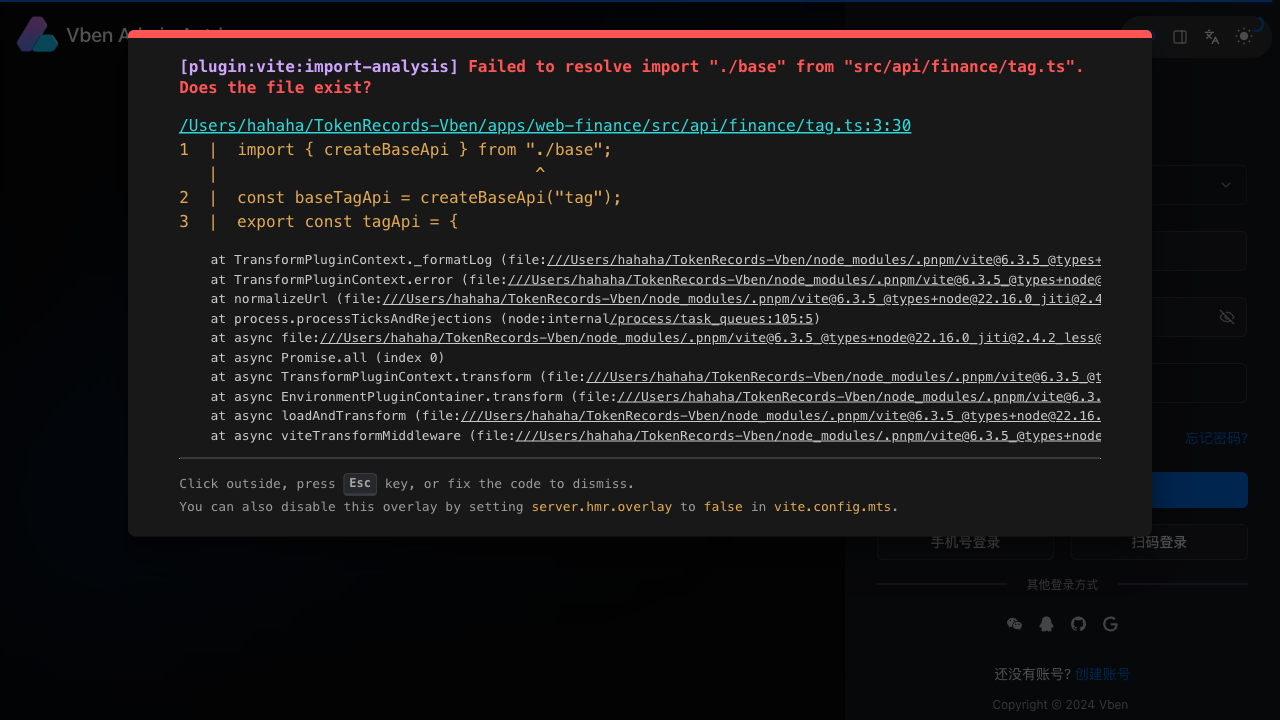 Vben
[plugin:vite:import-analysis] Failed to resolve import "./base" from "src/api/finance/tag.ts".
Does the file exist?
/Users/hahaha/TokenRecords-Vben/apps/web-finance/src/api/finance/tag.ts:3:30
1  |  import { createBaseApi } from "./base";
   |                               ^
2  |  const baseTagApi = createBaseApi("tag");
3  |  export const tagApi = {
at TransformPluginContext._formatLog (file:///Users/hahaha/TokenRecords-Vben/node_modules/.pnpm/vite@6.3.5_@types+
at TransformPluginContext.error (file:///Users/hahaha/TokenRecords-Vben/node_modules/.pnpm/vite@6.3.5_@types+node@
at normalizeUrl (file:///Users/hahaha/TokenRecords-Vben/node_modules/.pnpm/vite@6.3.5_@types+node@22.16.0_jiti@2.4
at process.processTicksAndRejections (node:internal/process/task_queues:105:5)
at async file:///Users/hahaha/TokenRecords-Vben/node_modules/.pnpm/vite@6.3.5_@types+node@22.16.0_jiti@2.4.2_less@
at async Promise.all (index 0)
at async TransformPluginContext.transform (file:///Users/hahaha/TokenRecords-Vben/node_modules/.pnpm/vite@6.3.5_@t
at async EnvironmentPluginContainer.transform (file:///Users/hahaha/TokenRecords-Vben/node_modules/.pnpm/vite@6.3.
at async loadAndTransform (file:///Users/hahaha/TokenRecords-Vben/node_modules/.pnpm/vite@6.3.5_@types+node@22.16.
at async viteTransformMiddleware (file:///Users/hahaha/TokenRecords-Vben/node_modules/.pnpm/vite@6.3.5_@types+node
Click outside, press Esc key, or fix the code to dismiss.
You can also disable this overlay by setting server.hmr.overlay to false in vite.config.mts.
忘记密码?
手机号登录
扫码登录
其他登录方式
还没有账号? 创建账号
Copyright © 2024 Vben